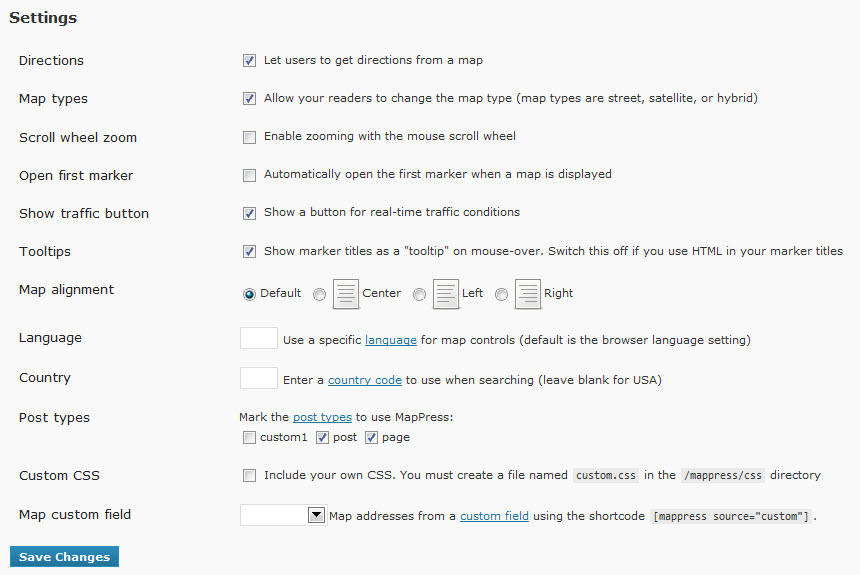 Settings
Directions Let users to get directions from a map
Map types Allow your readers to change the map type (map types are street, satellite, or hybrid)
Scroll wheel zoom Enable zooming with the mouse scroll wheel
Open first marker Automatically open the first marker when a map is displayed
Show traffic button Show a button for real-time traffic conditions
Tooltips Show marker titles as a "tooltip" on mouse-over. Switch this off if you use HTML in your marker titles
Map alignment Default Center Left Right
Language Use a specific language for map controls (default is the browser language setting)
Country Enter a country code to use when searching (leave blank for USA)
Post types Mark the post types to use MapPress:
custom1 post page
Custom CSS Include your own CSS. You must create a file named custom.css in the /mappress/css directory
Map custom field Map addresses from a custom field using the shortcode [mappress source="custom"] .
Save Changes